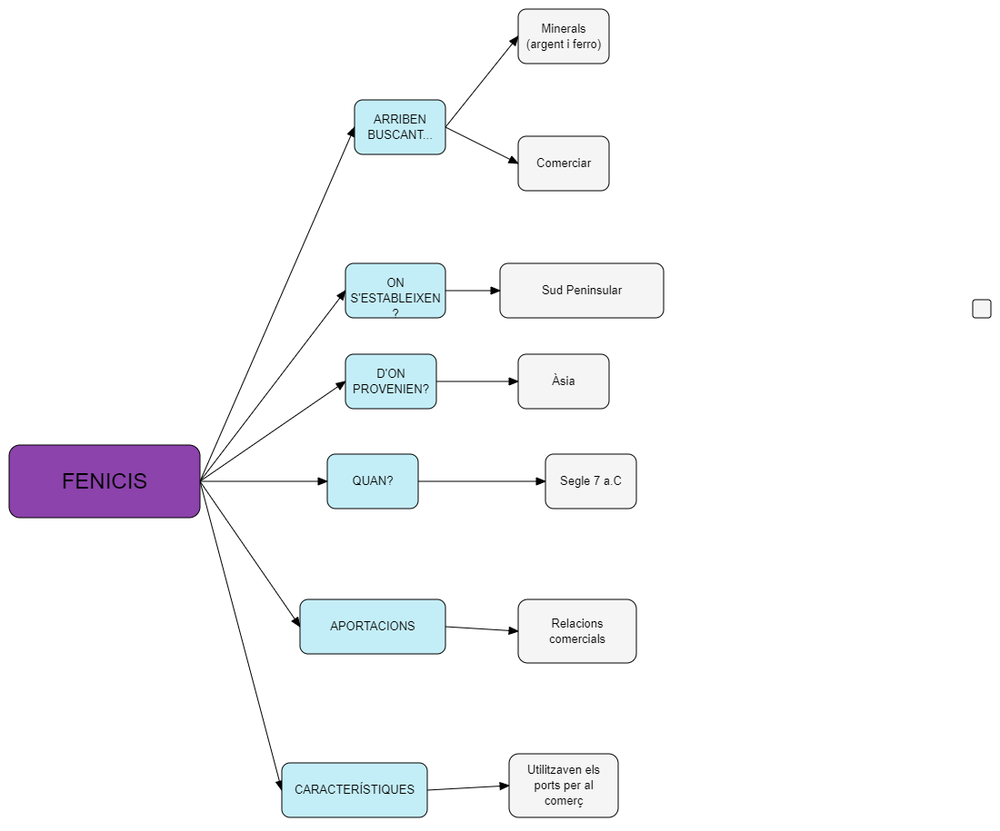 Minerals
(argent i ferro)
ARRIBEN
BUSCANT...
Comerciar
ON
S'ESTABLEIXEN
?
Sud Peninsular
D'ON
PROVENIEN?
Àsia
FENICIS
QUAN?
Segle 7 a.C
APORTACIONS
Relacions
comercials
CARACTERÍSTIQUES
Utilitzaven els
ports per al
comerç